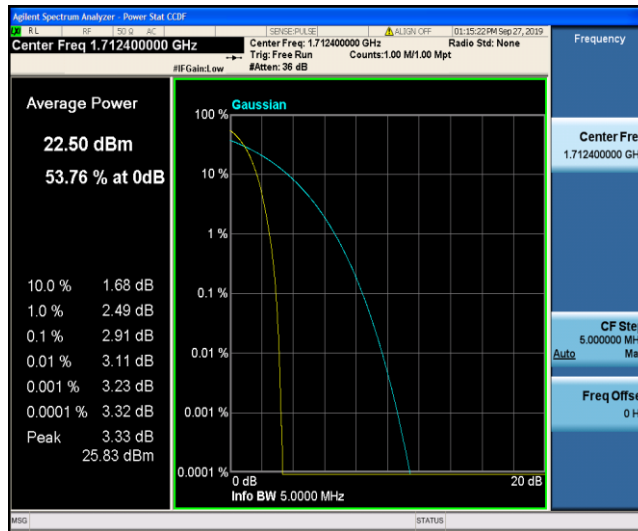 Agilent Spectrum Analyzer - Power Stat CCDF
RL RF 50 Ω AC SENSE:PULSE ALIGN OFF 01:15:22 PM Sep 27, 2019
Center Freq 1.712400000 GHz
Center Freq: 1.712400000 GHz Radio Std: None
Trig: Free Run Counts:1.00 M/1.00 Mpt
#IFGain:Low #Atten: 36 dB
Frequency
Average Power
22.50 dBm
53.76 % at 0dB
10.0 % 1.68 dB
1.0 % 2.49 dB
0.1 % 2.91 dB
0.01 % 3.11 dB
0.001 % 3.23 dB
0.0001 % 3.32 dB
Peak 3.33 dB
25.83 dBm
Gaussian
100 %
10 %
1 %
0.1 %
0.01 %
0.001 %
0.0001 %
0 dB 20 dB
Info BW 5.0000 MHz
Center Fre
1.712400000 GH
CF Ste
5.000000 MH
Auto Ma
Freq Offse
0 H
MSG STATUS